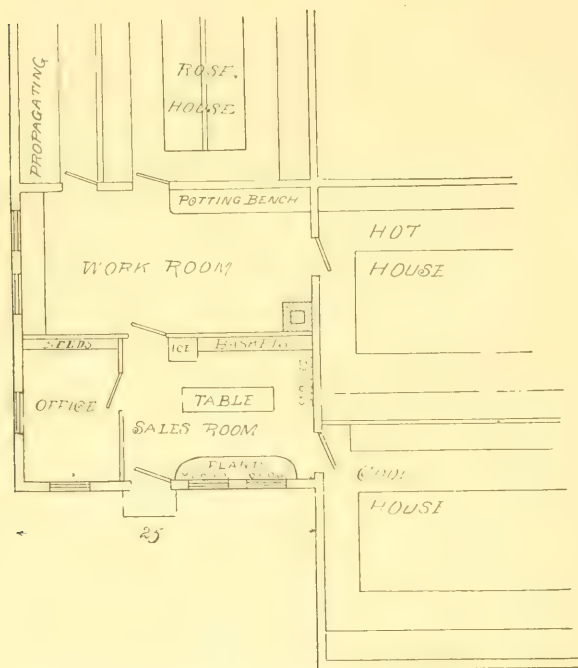 PROPAGATING
ROSE.
HOUSE.
POTTING BENCH
HOT
HOUSE
WORK ROOM
SEEDS
ICE
BASKETS
OFFICE
TABLE
SALES ROOM
PLANT
COOL
HOUSE
25